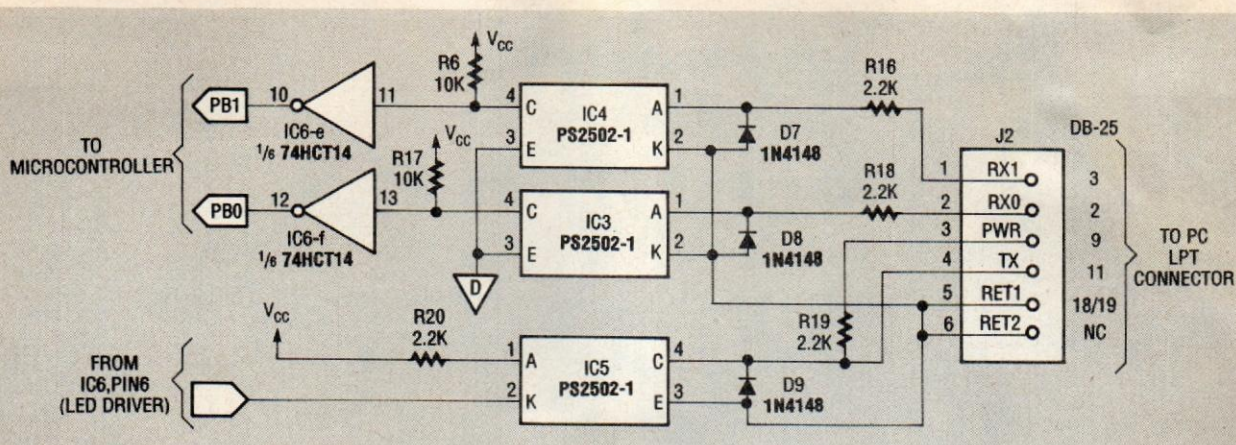 V_CC
R6
10K
PB1
10
11
IC6-e
1/6 74HCT14
TO
MICROCONTROLLER
V_CC
R17
10K
PB0
12
13
IC6-f
1/6 74HCT14
4
C
3
E
IC4
PS2502-1
A
1
K
2
D7
1N4148
R16
2.2K
4
C
3
E
IC3
PS2502-1
A
1
K
2
D8
1N4148
R18
2.2K
D
V_CC
R20
2.2K
FROM
IC6,PIN6
(LED DRIVER)
1
A
2
K
IC5
PS2502-1
C
4
E
3
D9
1N4148
R19
2.2K
J2
DB-25
1 RX1 3
2 RX0 2
3 PWR 9
4 TX 11
5 RET1 18/19
6 RET2 NC
TO PC
LPT
CONNECTOR